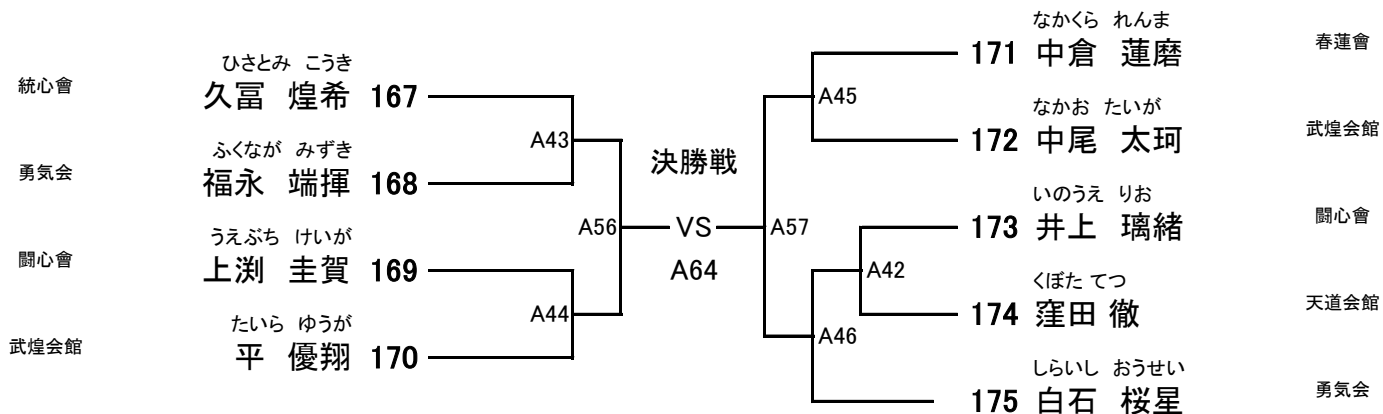 ひさとみ こうき
統心會 久冨 煌希 167
A43
ふくなが みずき
勇気会 福永 端揮 168
A56
うえぶち けいが
闘心會 上渕 圭賀 169
A44
たいら ゆうが
武煌会館 平 優翔 170
決勝戦
VS
A64
なかくら れんま
171 中倉 蓮磨 春蓮會
A45
なかお たいが
172 中尾 太珂 武煌会館
A57
いのうえ りお
173 井上 璃緒 闘心會
A42
くぼた てつ
174 窪田 徹 天道会館
A46
しらいし おうせい
175 白石 桜星 勇気会